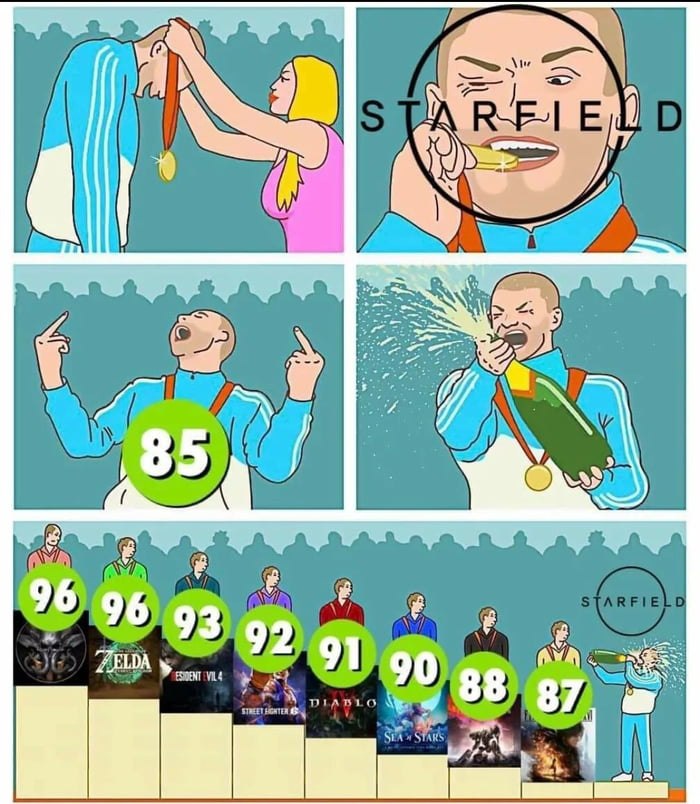 STARFIELD
85
96
96
93
92
91
90
88
87
STARFIELD
ZELDA
RESIDENT EVIL 4
STREET FIGHTER 6
DIABLO
SEA of STARS